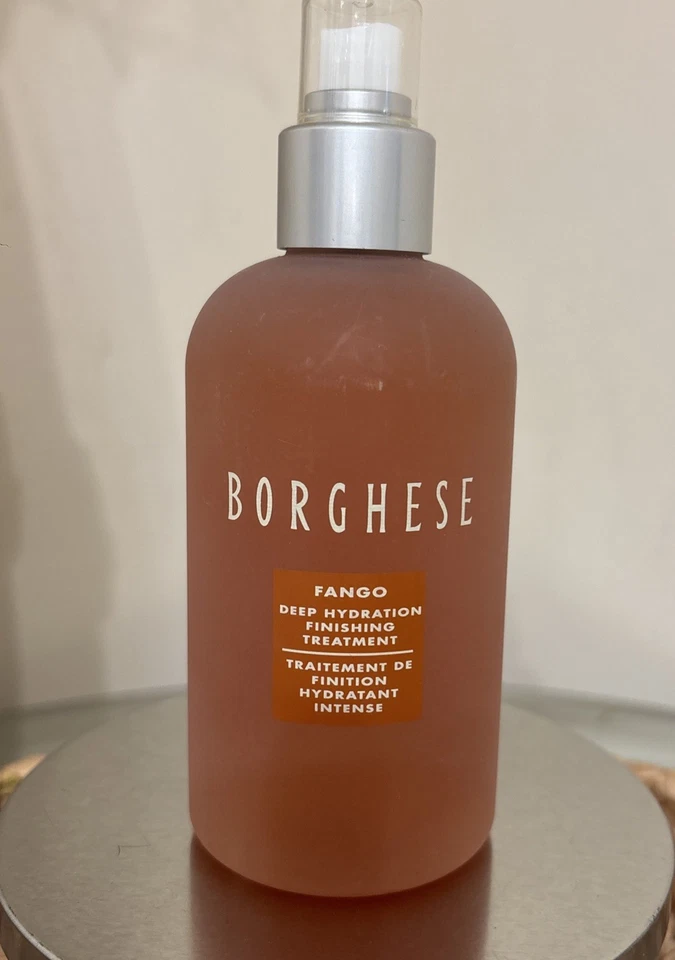 BORGHESE
FANGO
DEEP HYDRATION
FINISHING
TREATMENT
TRAITEMENT DE
FINITION
HYDRATANT
INTENSE